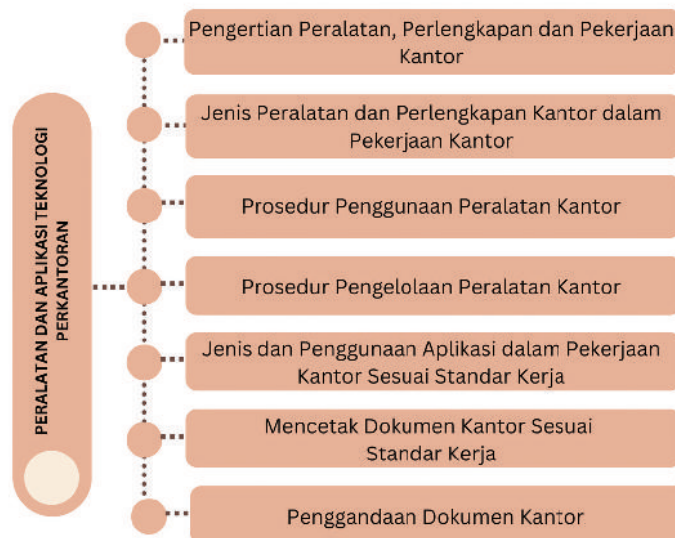 PERALATAN DAN APLIKASI TEKNOLOGI
PERKANTORAN
Pengertian Peralatan, Perlengkapan dan Pekerjaan
Kantor
Jenis Peralatan dan Perlengkapan Kantor dalam
Pekerjaan Kantor
Prosedur Penggunaan Peralatan Kantor
Prosedur Pengelolaan Peralatan Kantor
Jenis dan Penggunaan Aplikasi dalam Pekerjaan
Kantor Sesuai Standar Kerja
Mencetak Dokumen Kantor Sesuai
Standar Kerja
Penggandaan Dokumen Kantor